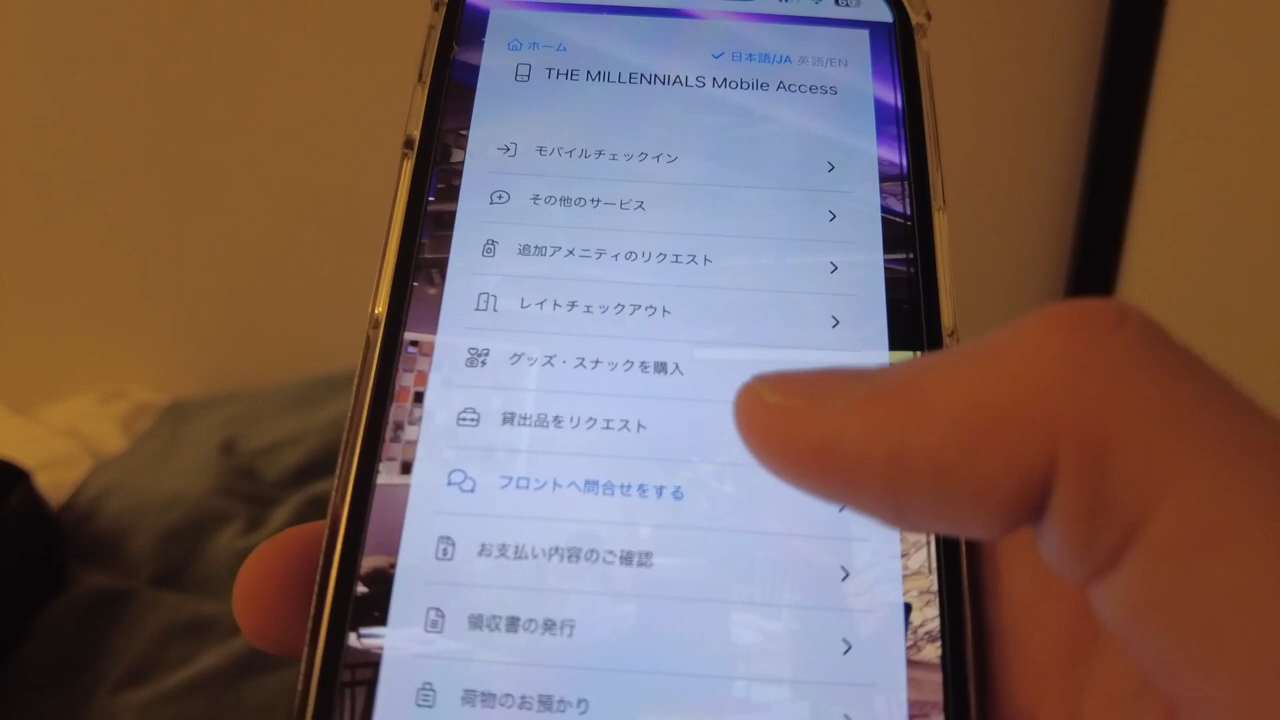 ホーム
日本語/JA 英語/EN
THE MILLENNIALS Mobile Access
モバイルチェックイン
その他のサービス
追加アメニティのリクエスト
レイトチェックアウト
グッズ・スナックを購入
貸出品をリクエスト
フロントへ問合せをする
お支払い内容のご確認
領収書の発行
荷物のお預かり